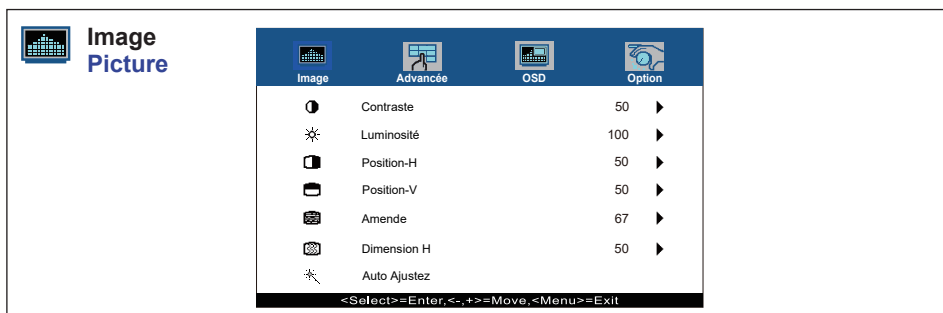 Image
Picture
Image Advancée OSD Option
Contraste 50
Luminosité 100
Position-H 50
Position-V 50
Amende 67
Dimension H 50
Auto Ajustez
<Select>=Enter,<-,+>=Move,<Menu>=Exit